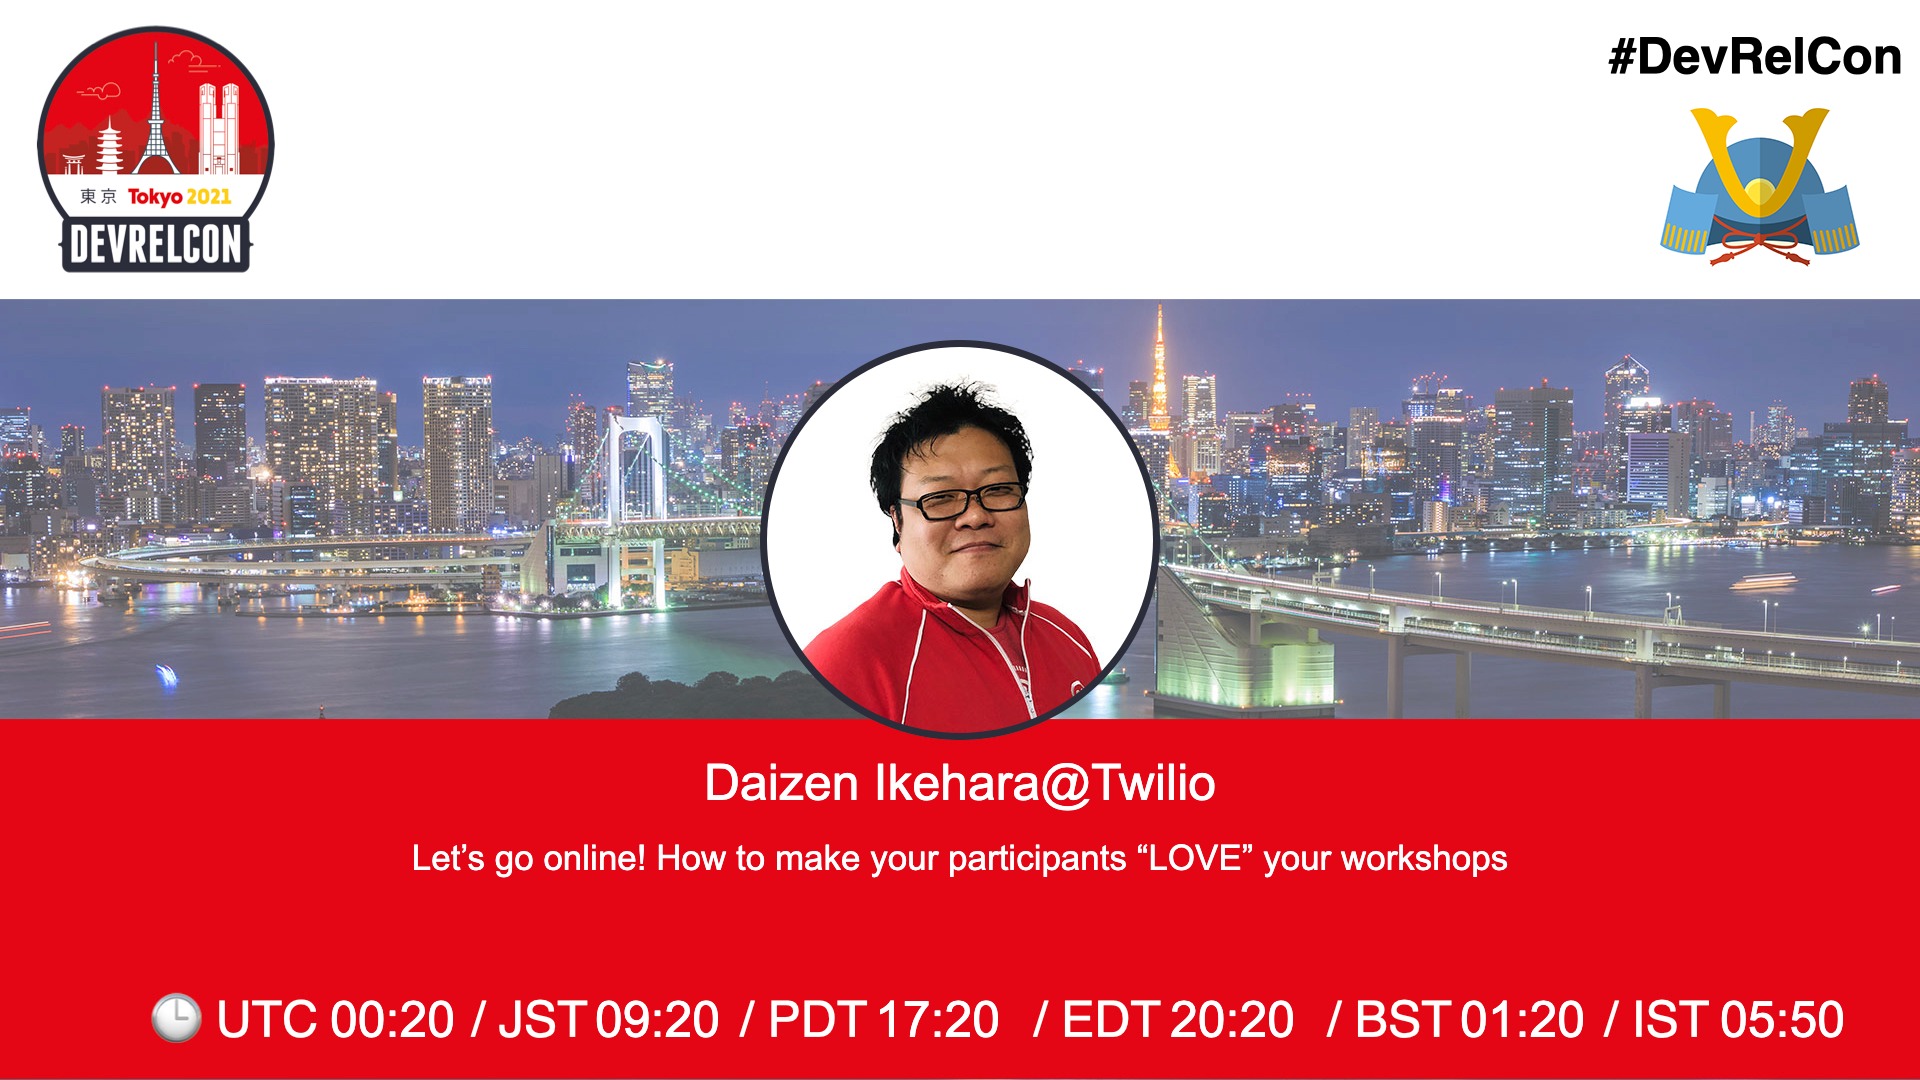 #DevRelCon
東京 Tokyo 2021
DEVRELCON
Daizen Ikehara@Twilio
Let’s go online! How to make your participants “LOVE” your workshops
UTC 00:20 / JST 09:20 / PDT 17:20 / EDT 20:20 / BST 01:20 / IST 05:50